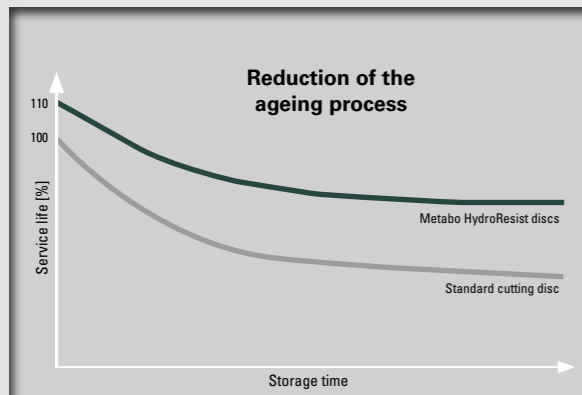 Reduction of the
ageing process
110
100
Service life [%]
Metabo HydroResist discs
Standard cutting disc
Storage time